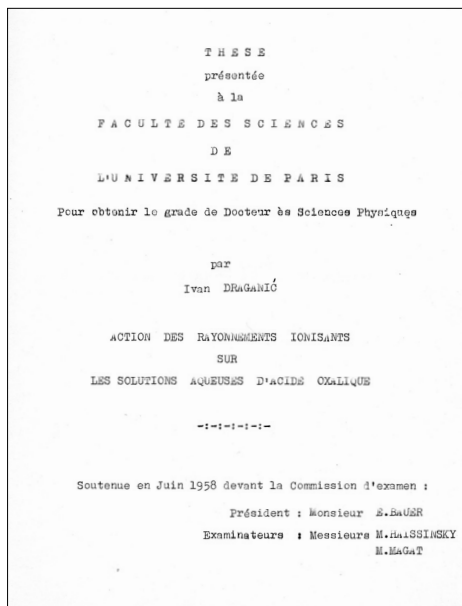 T H E S E
présentée
à la
F A C U L T E D E S S C I E N C E S
D E
L'U N I V E R S I T E D E P A R I S
Pour obtenir le grade de Docteur ès Sciences Physiques
par
Ivan DRAGANIĆ
ACTION DES RAYONNEMENTS IONISANTS
SUR
LES SOLUTIONS AQUEUSES D'ACIDE OXALIQUE
-:-:-:-:-:-
Soutenue en Juin 1958 devant la Commission d'examen :
Président : Monsieur E.BAUER
Examinateurs : Messieurs M.HAISSINSKY
M.MAGAT